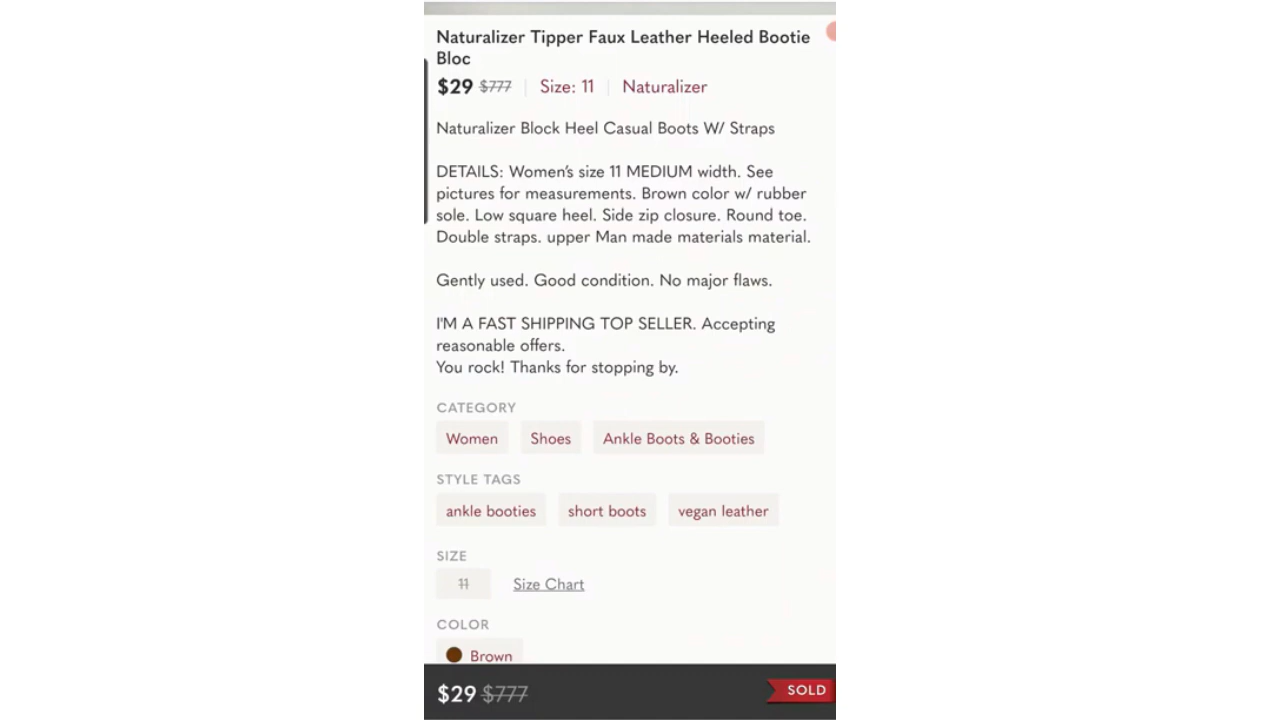 Naturalizer Tipper Faux Leather Heeled Bootie
Bloc
$29 $777 Size: 11 Naturalizer
Naturalizer Block Heel Casual Boots W/ Straps
DETAILS: Women's size 11 MEDIUM width. See
pictures for measurements. Brown color w/ rubber
sole. Low square heel. Side zip closure. Round toe.
Double straps. upper Man made materials material.
Gently used. Good condition. No major flaws.
I'M A FAST SHIPPING TOP SELLER. Accepting
reasonable offers.
You rock! Thanks for stopping by.
CATEGORY
Women Shoes Ankle Boots & Booties
STYLE TAGS
ankle booties short boots vegan leather
SIZE
11 Size Chart
COLOR
Brown
$29 $777 SOLD